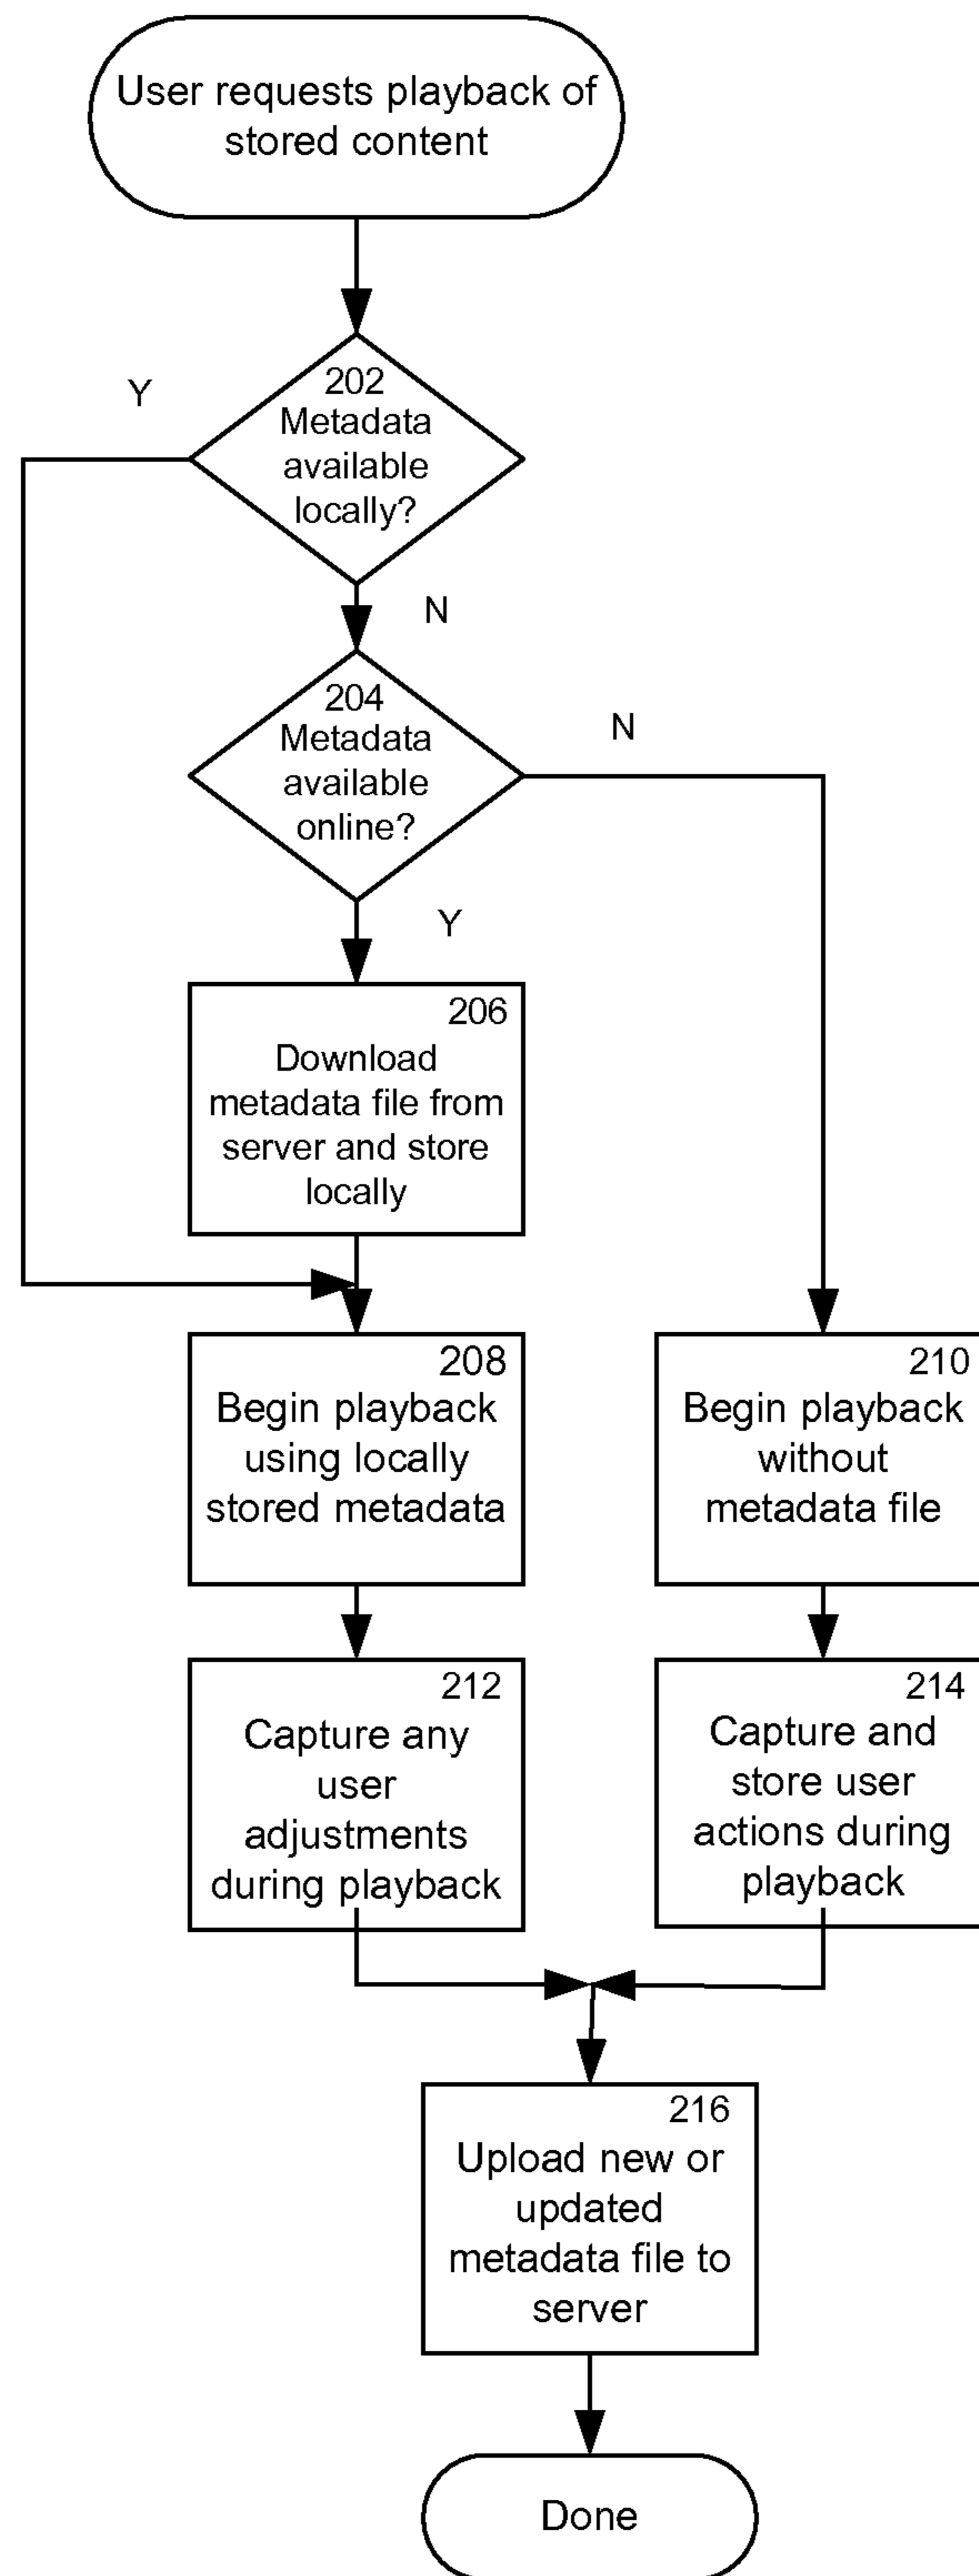 User requests playback of
stored content
202
Metadata
available
locally?
Y
N
204
Metadata
available
online?
N
Y
206
Download
metadata file from
server and store
locally
208
Begin playback
using locally
stored metadata
210
Begin playback
without
metadata file
212
Capture any
user
adjustments
during playback
214
Capture and
store user
actions during
playback
216
Upload new or
updated
metadata file to
server
Done